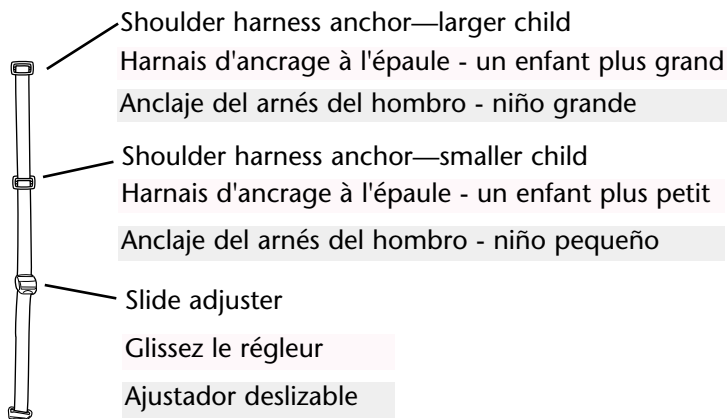 Shoulder harness anchor—larger child
Harnais d'ancrage à l'épaule - un enfant plus grand
Anclaje del arnés del hombro - niño grande
Shoulder harness anchor—smaller child
Harnais d'ancrage à l'épaule - un enfant plus petit
Anclaje del arnés del hombro - niño pequeño
Slide adjuster
Glissez le régleur
Ajustador deslizable